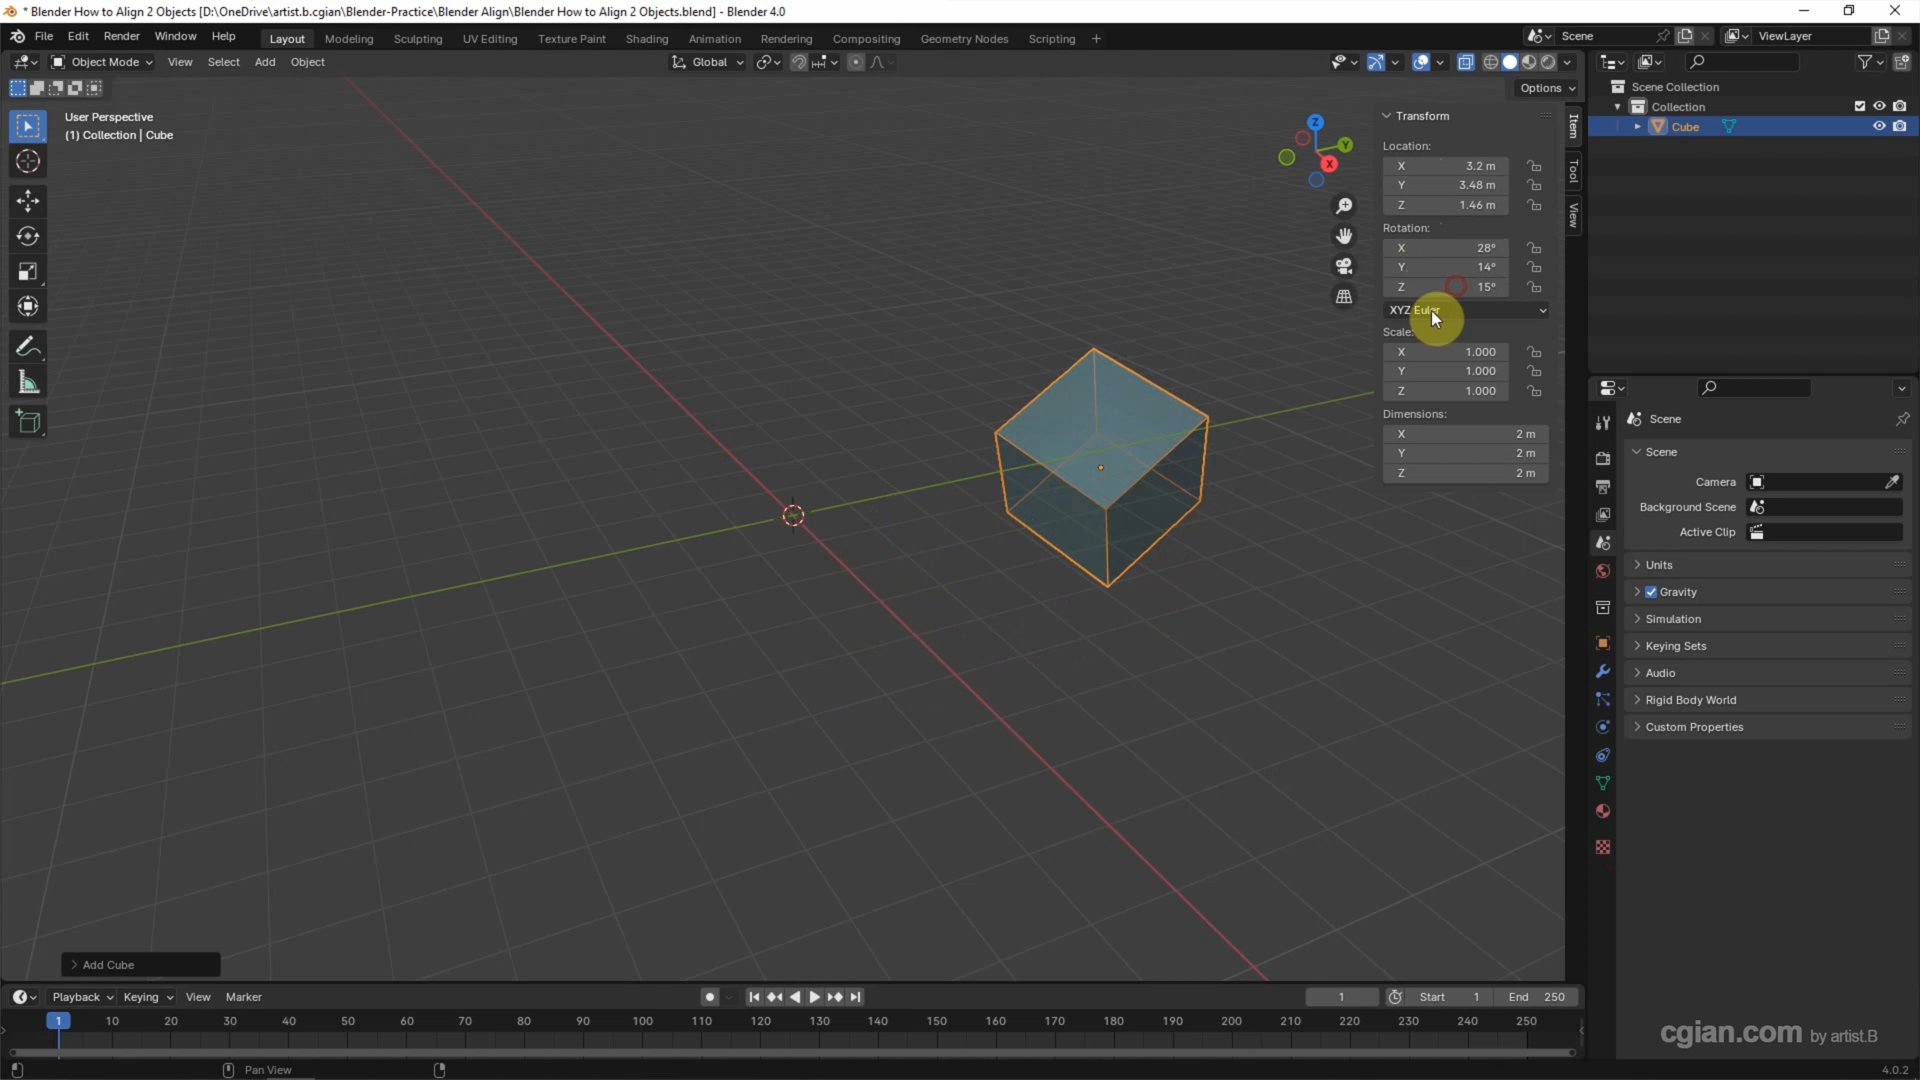 * Blender How to Align 2 Objects [D:\OneDrive\artist.b.cgian\Blender-Practice\Blender Align\Blender How to Align 2 Objects.blend] - Blender 4.0
File Edit Render Window Help Layout Modeling Sculpting UV Editing Texture Paint Shading Animation Rendering Compositing Geometry Nodes Scripting + Scene ViewLayer
Object Mode View Select Add Object Global
Options
User Perspective
(1) Collection | Cube
Z
Y
X
Transform
Location:
X 3.2 m
Y 3.48 m
Z 1.46 m
Rotation:
X 28°
Y 14°
Z 15°
XYZ Euler
Scale:
X 1.000
Y 1.000
Z 1.000
Dimensions:
X 2 m
Y 2 m
Z 2 m
Item
Tool
View
Scene Collection
Collection
Cube
Scene
Scene
Camera
Background Scene
Active Clip
Units
Gravity
Simulation
Keying Sets
Audio
Rigid Body World
Custom Properties
Add Cube
Playback Keying View Marker 1 Start 1 End 250
1 10 20 30 40 50 60 70 80 90 100 110 120 130 140 150 160 170 180 190 200 210 220 230 240 250
cgian.com by artist.B
Pan View
4.0.2